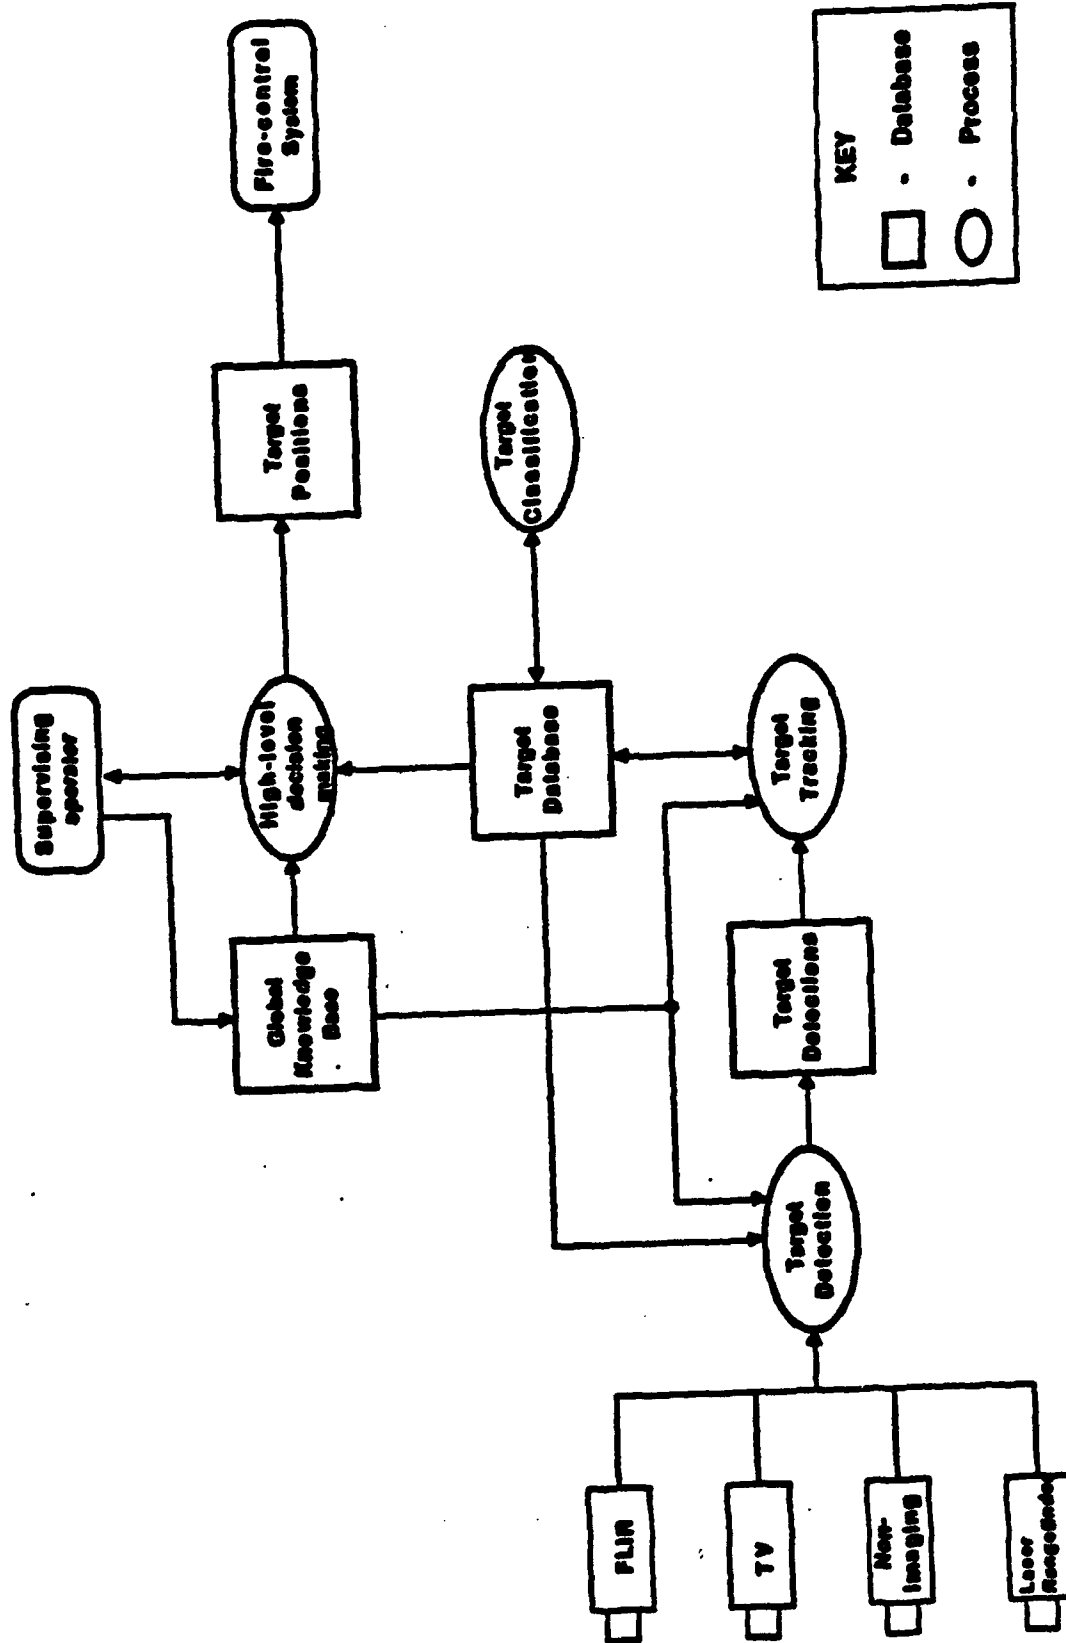 Supervising
operator
Fire-control
System
Target
Positions
High-level
decision
making
Global
Knowledge
Base
Target
Classification
Target
Database
Target
Tracking
Target
Detections
Target
Detection
FLIR
TV
Non-
Imaging
Laser
Rangefinder
KEY
- Database
- Process